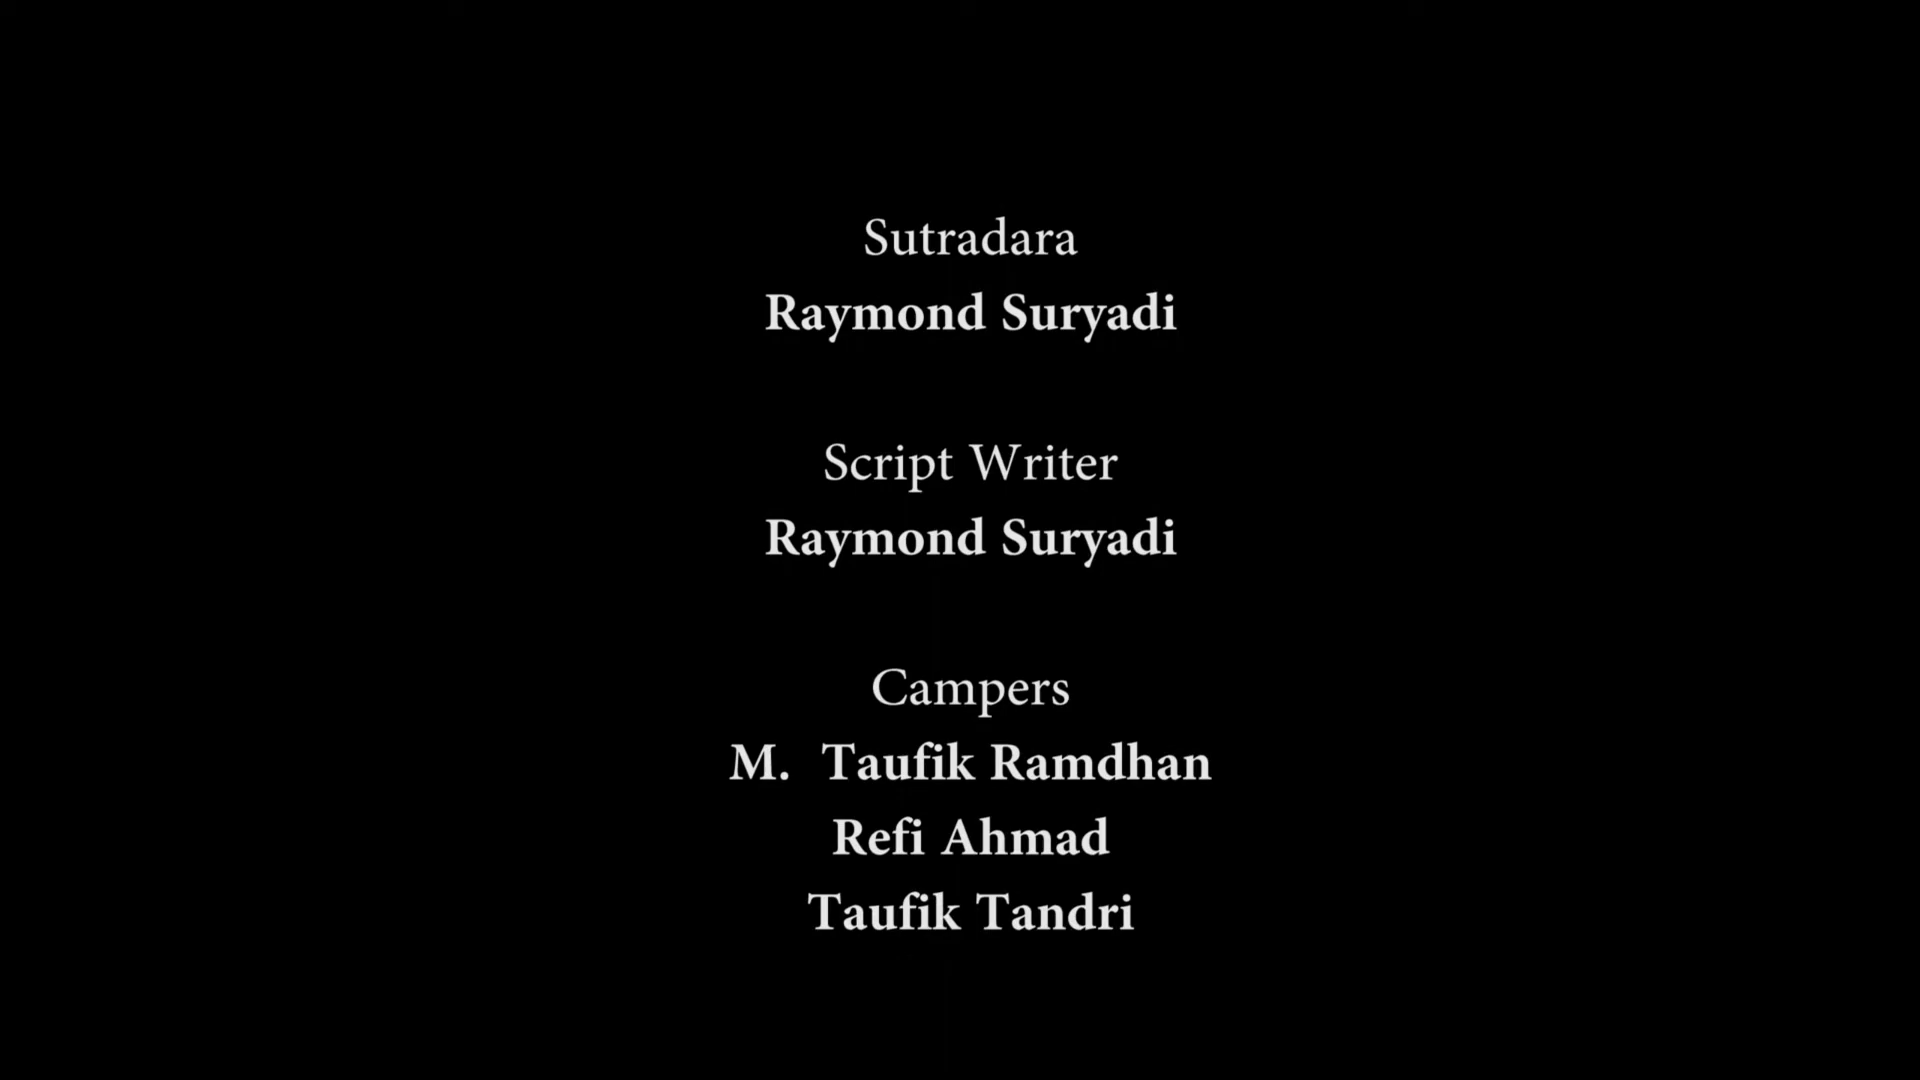 Sutradara
Raymond Suryadi
Script Writer
Raymond Suryadi
Campers
M.  Taufik Ramdhan
Refi Ahmad
Taufik Tandri